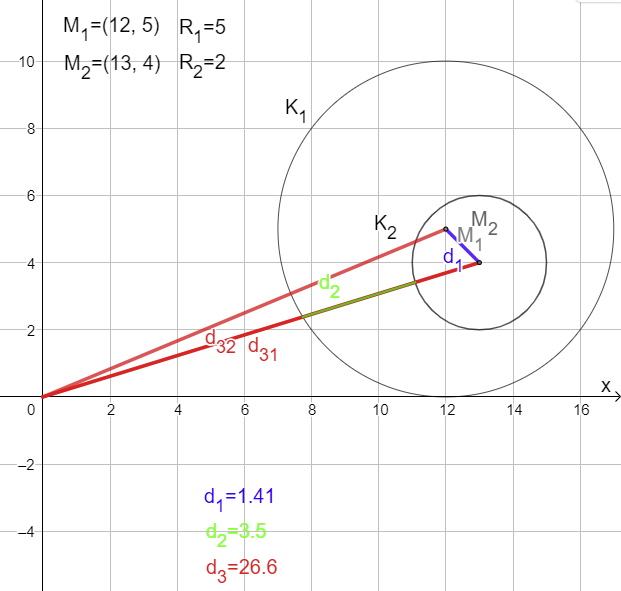 M₁=(12, 5) R₁=5
M₂=(13, 4) R₂=2
10
K₁
8
6
K₂ M₂
M₁
4 d₁
d₂
2
d₃₂ d₃₁
x
0 2 4 6 8 10 12 14 16
–2
d₁=1.41
–4 d₂=3.5
d₃=26.6